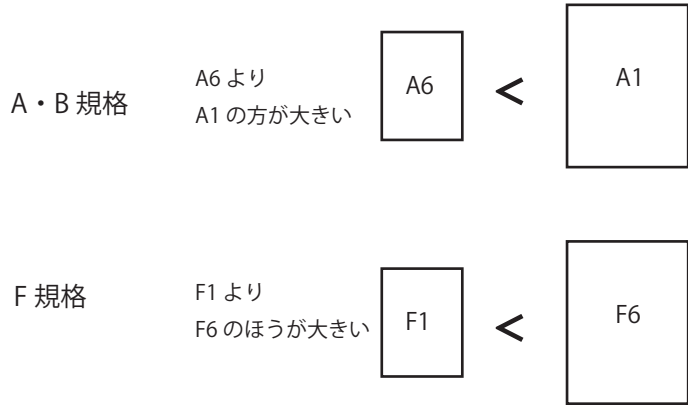 A・B 規格
A6 より
A1 の方が大きい
A6
<
A1
F 規格
F1 より
F6 のほうが大きい
F1
<
F6